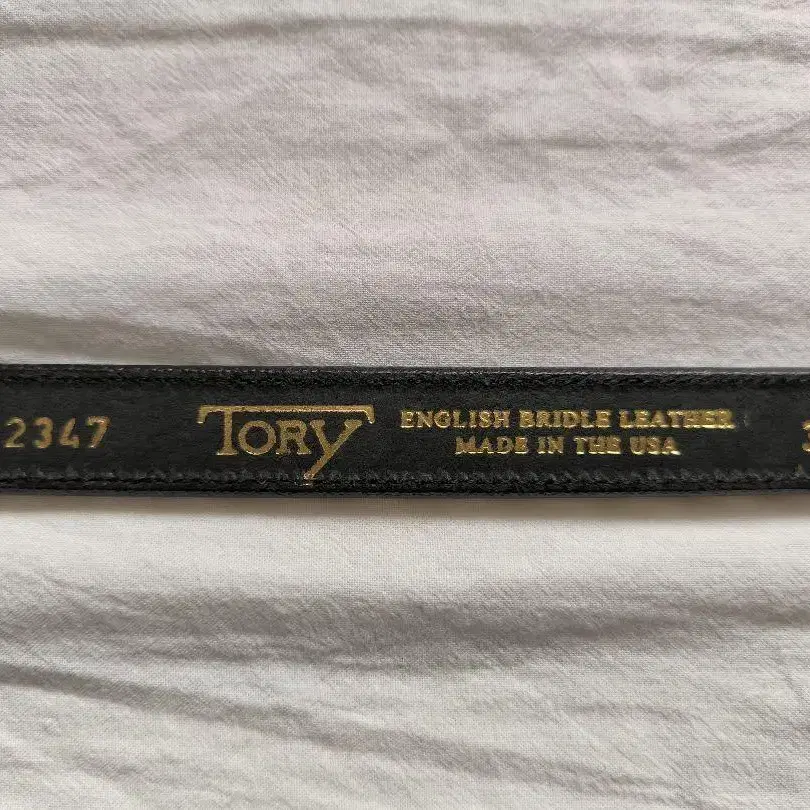 2347
TORY
ENGLISH BRIDLE LEATHER
MADE IN THE USA